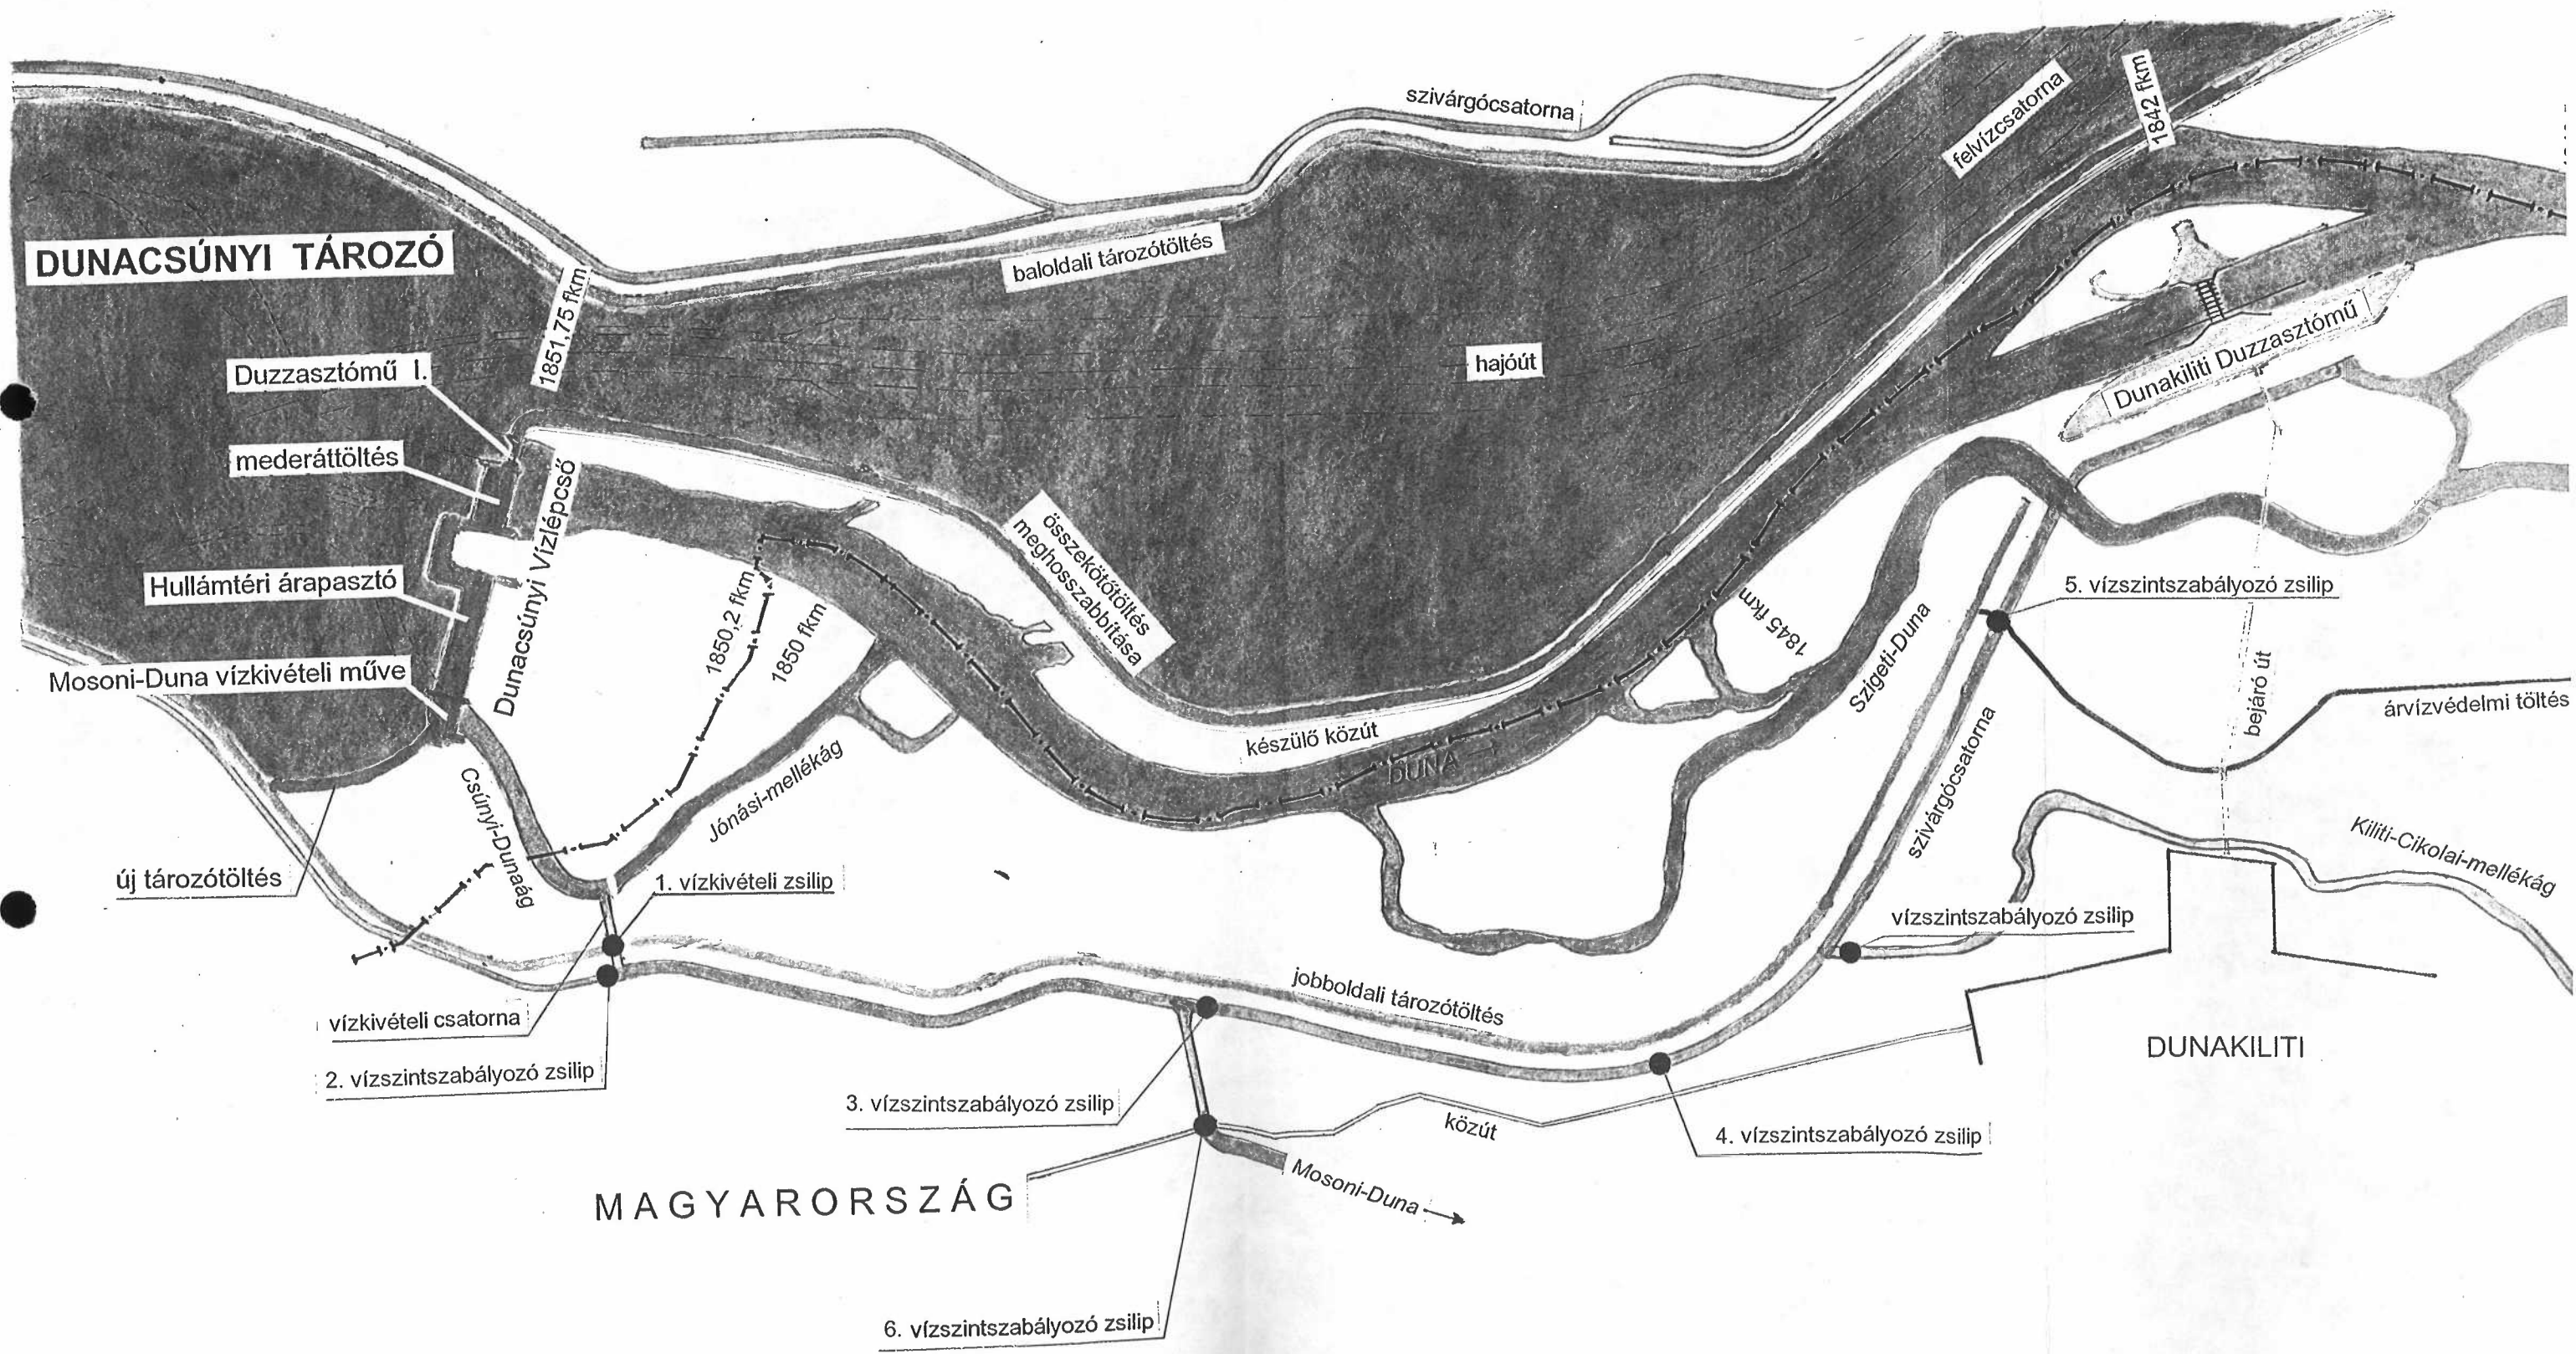 szivárgócsatorna
felvízcsatorna
1842 fkm
DUNACSÚNYI TÁROZÓ
baloldali tározótöltés
1851,75 fkm
Duzzasztómű I.
hajóút
Dunakiliti Duzzasztómű
mederáttöltés
Dunacsúnyi Vízlépcső
összekötőtöltés
meghosszabbítása
Hullámtéri árapasztó
1850,2 fkm
1850 fkm
1845 fkm
5. vízszintszabályozó zsilip
Mosoni-Duna vízkivételi műve
Szigeti-Duna
bejáró út
árvízvédelmi töltés
készülő közút
DUNA
szivárgócsatorna
Csúnyi-Dunaág
Jónási-mellékág
Kiliti-Cikolai-mellékág
új tározótöltés
1. vízkivételi zsilip
vízszintszabályozó zsilip
jobboldali tározótöltés
vízkivételi csatorna
DUNAKILITI
2. vízszintszabályozó zsilip
3. vízszintszabályozó zsilip
közút
4. vízszintszabályozó zsilip
MAGYARORSZÁG
Mosoni-Duna
6. vízszintszabályozó zsilip